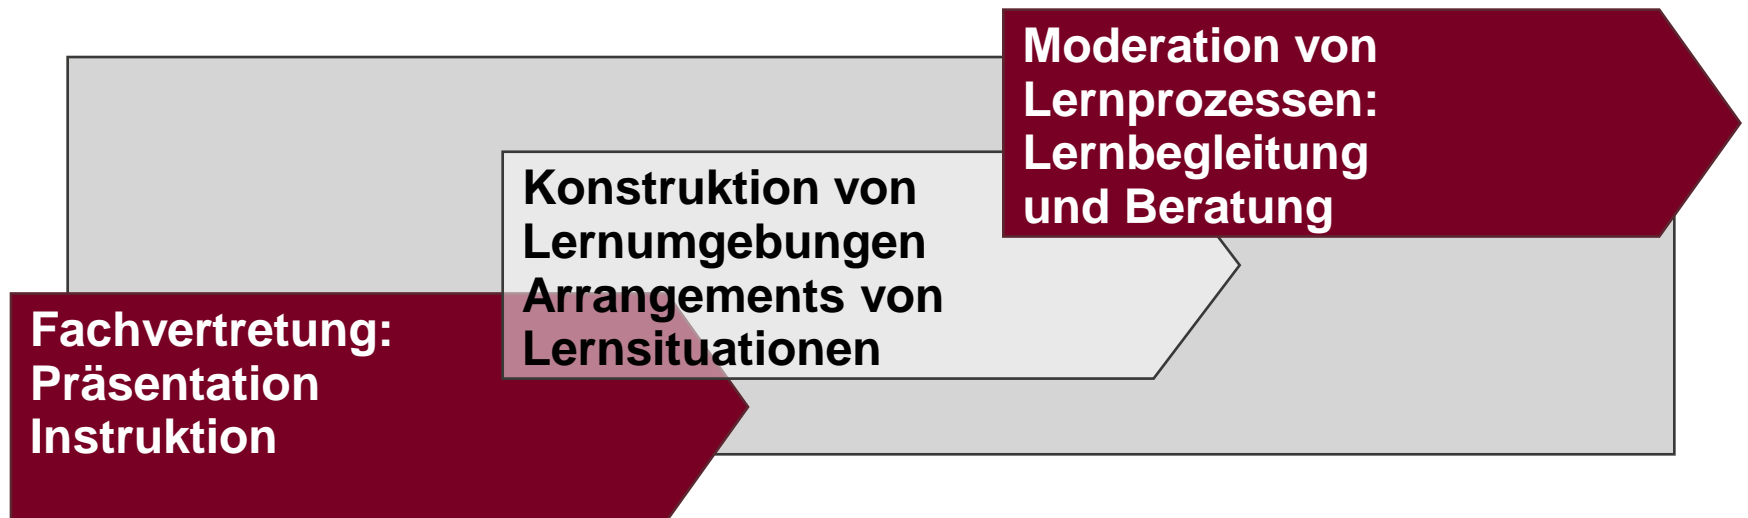 Moderation von
Lernprozessen:
Lernbegleitung
und Beratung
Konstruktion von
Lernumgebungen
Arrangements von
Lernsituationen
Fachvertretung:
Präsentation
Instruktion